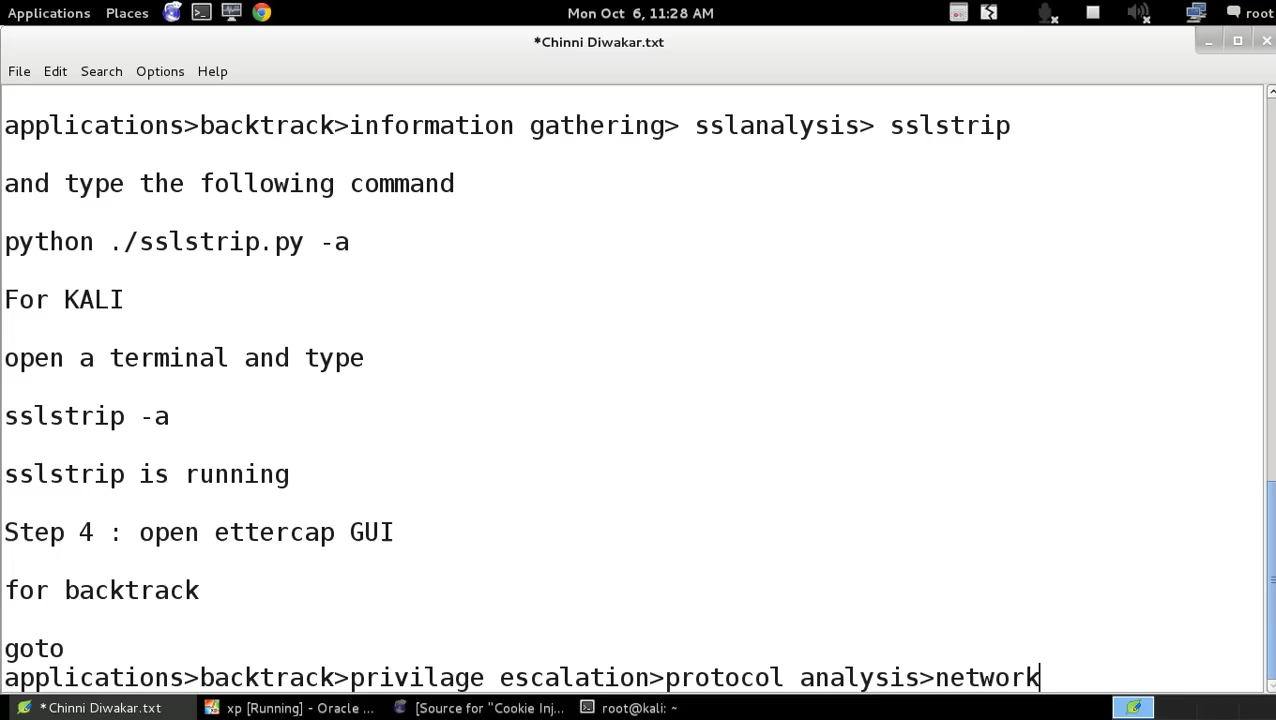 Applications Places Mon Oct 6, 11:28 AM root
*Chinni Diwakar.txt
File Edit Search Options Help
applications>backtrack>information gathering> sslanalysis> sslstrip
and type the following command
python ./sslstrip.py -a
For KALI
open a terminal and type
sslstrip -a
sslstrip is running
Step 4 : open ettercap GUI
for backtrack
goto
applications>backtrack>privilage escalation>protocol analysis>network
*Chinni Diwakar.txt xp [Running] - Oracle ... [Source for "Cookie Inj... root@kali: ~